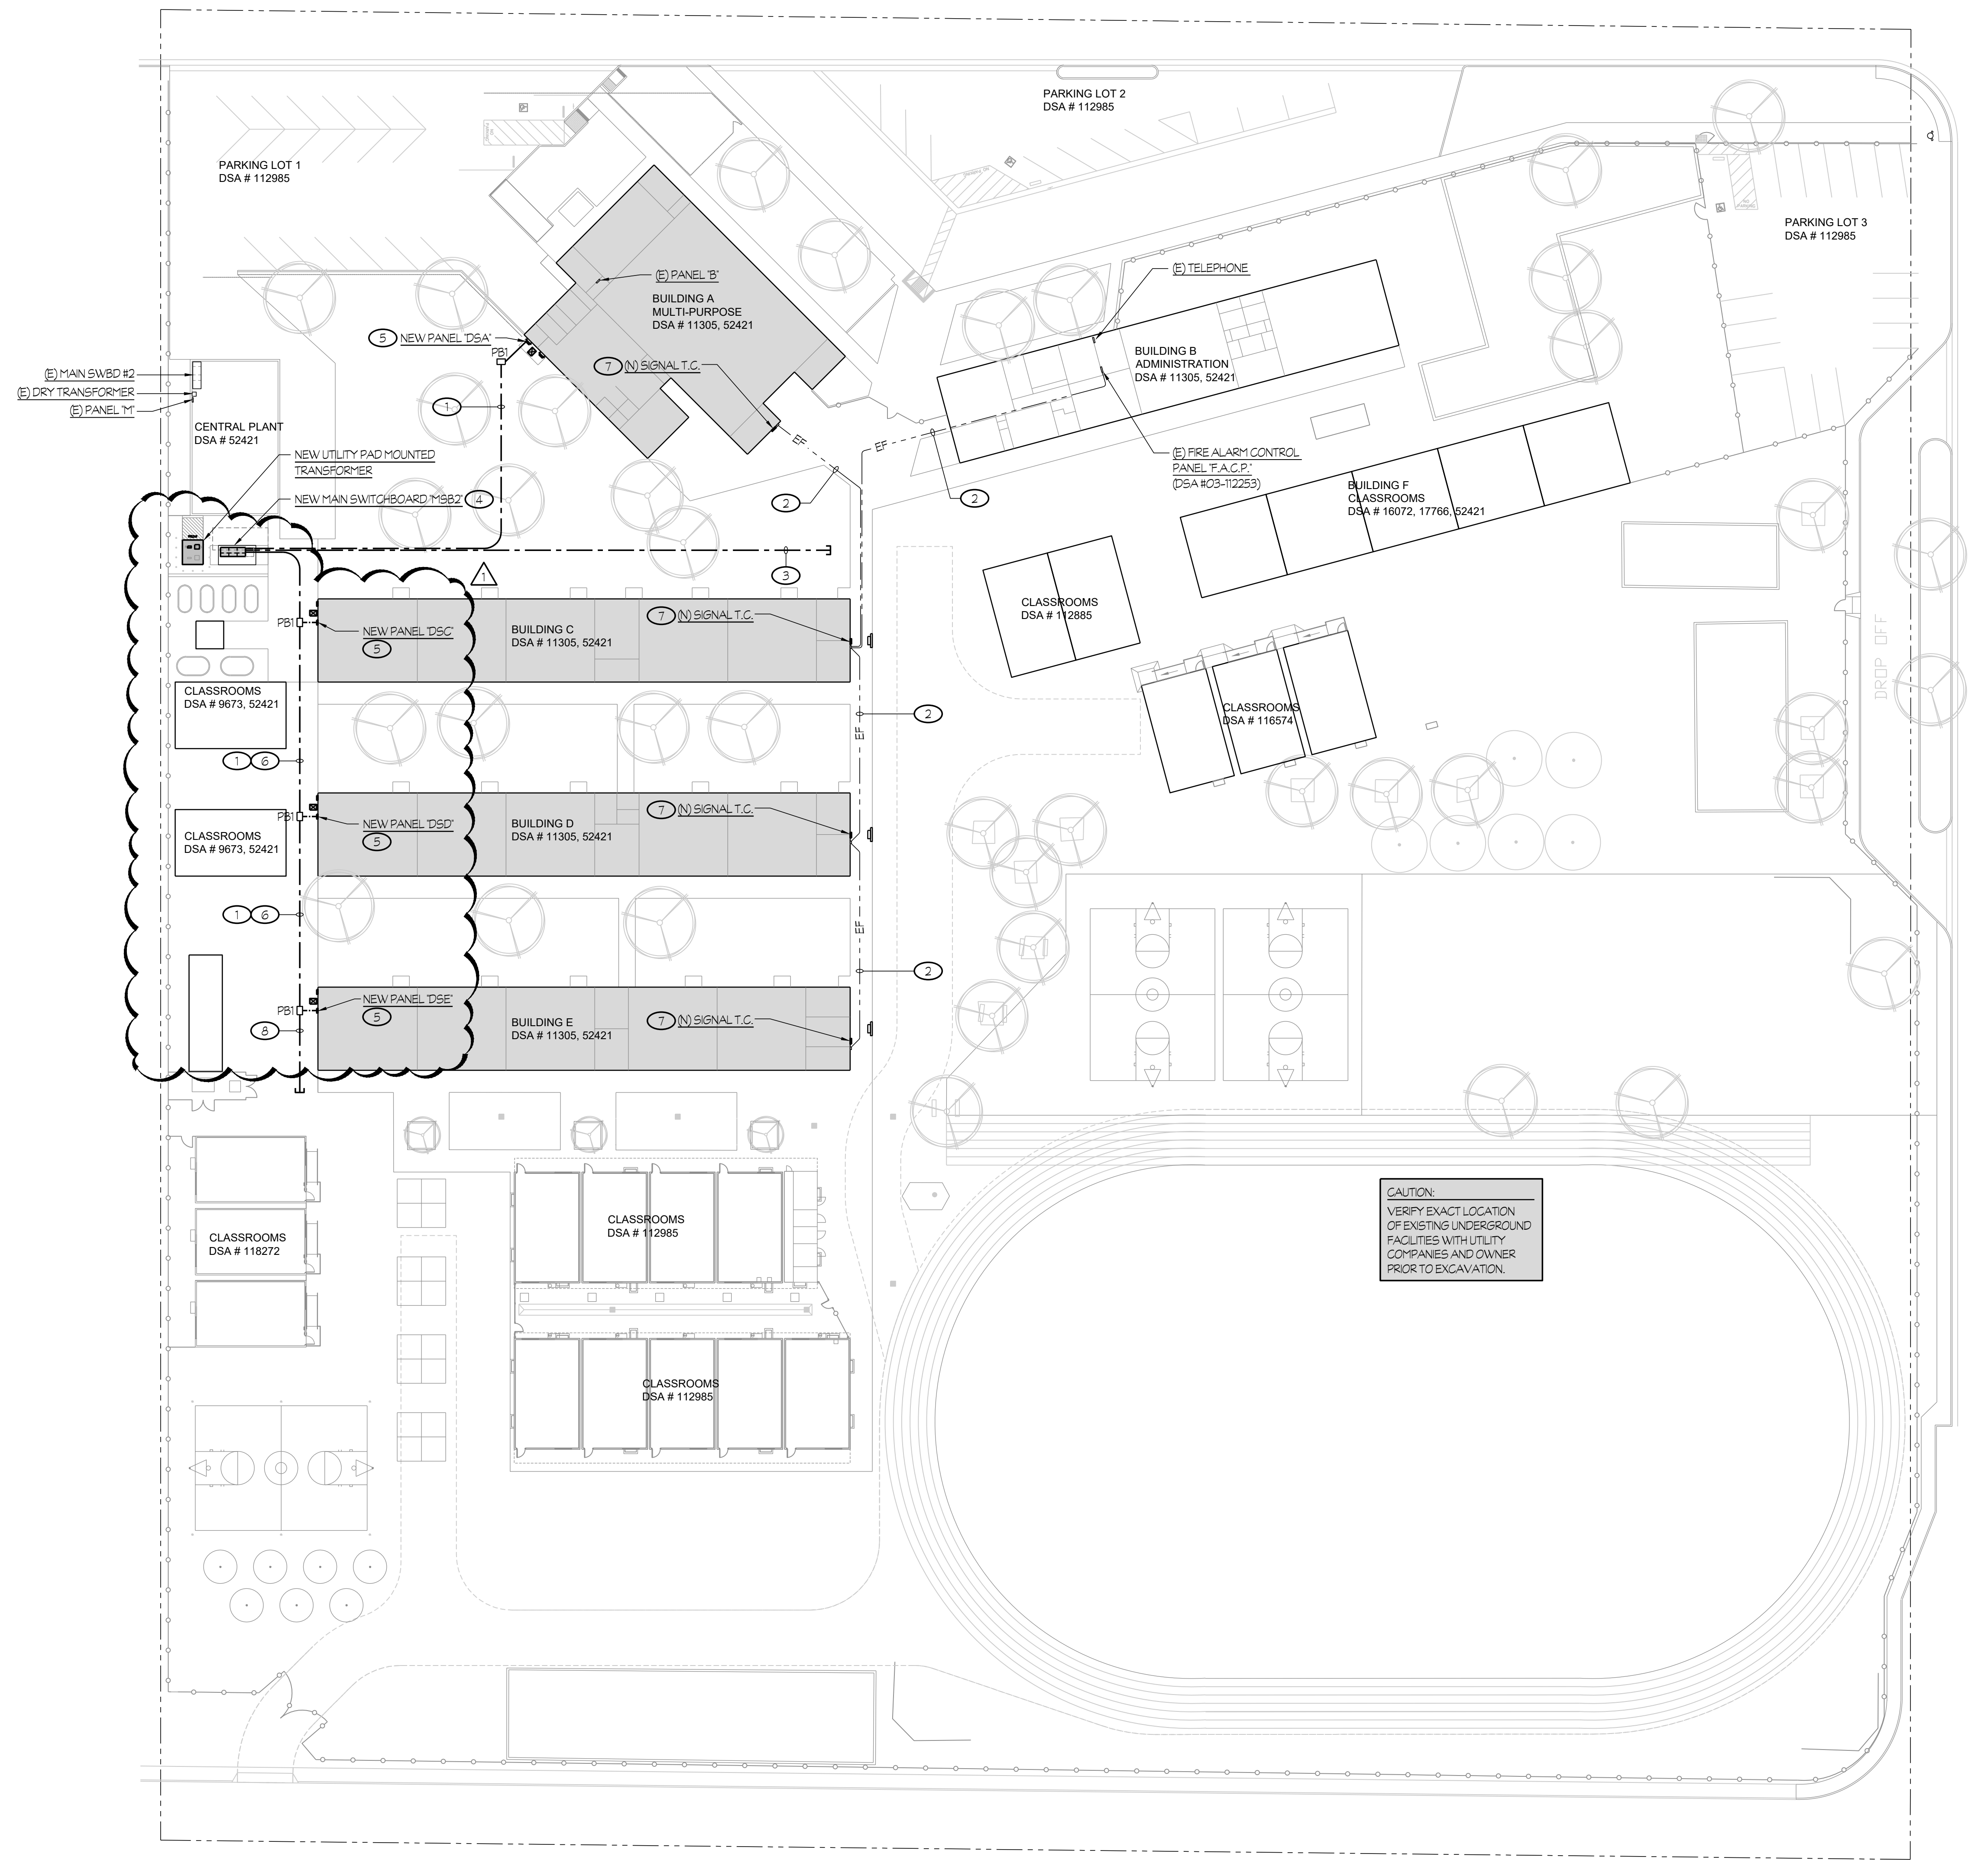 PARKING LOT 2
DSA # 112985
PARKING LOT 1
DSA # 112985
NO
PARKING
PARKING LOT 3
DSA # 112985
(E) PANEL "B"
BUILDING A
MULTI-PURPOSE
DSA # 11305, 52421
(E) TELEPHONE
5
NEW PANEL "DSA"
PB1
7
(N) SIGNAL T.C.
BUILDING B
ADMINISTRATION
DSA # 11305, 52421
(E) MAIN SWBD #2
(E) DRY TRANSFORMER
(E) PANEL "M"
1
CENTRAL PLANT
DSA # 52421
EF
EF
2
2
(E) FIRE ALARM CONTROL
PANEL "F.A.C.P."
(DSA #03-112253)
NEW UTILITY PAD MOUNTED
TRANSFORMER
NEW MAIN SWITCHBOARD "MSB2"
4
BUILDING F
CLASSROOMS
DSA # 16072, 17766, 52421
3
1
PB1
NEW PANEL "DSC"
5
BUILDING C
DSA # 11305, 52421
7
(N) SIGNAL T.C.
CLASSROOMS
DSA # 112885
DROP OFF
CLASSROOMS
DSA # 9673, 52421
2
EF
CLASSROOMS
DSA # 116574
1
6
PB1
NEW PANEL "DSD"
5
BUILDING D
DSA # 11305, 52421
7
(N) SIGNAL T.C.
CLASSROOMS
DSA # 9673, 52421
1
6
EF
2
PB1
NEW PANEL "DSE"
5
8
BUILDING E
DSA # 11305, 52421
7
(N) SIGNAL T.C.
CLASSROOMS
DSA # 118272
CLASSROOMS
DSA # 112985
CLASSROOMS
DSA # 112985
CAUTION:
VERIFY EXACT LOCATION
OF EXISTING UNDERGROUND
FACILITIES WITH UTILITY
COMPANIES AND OWNER
PRIOR TO EXCAVATION.